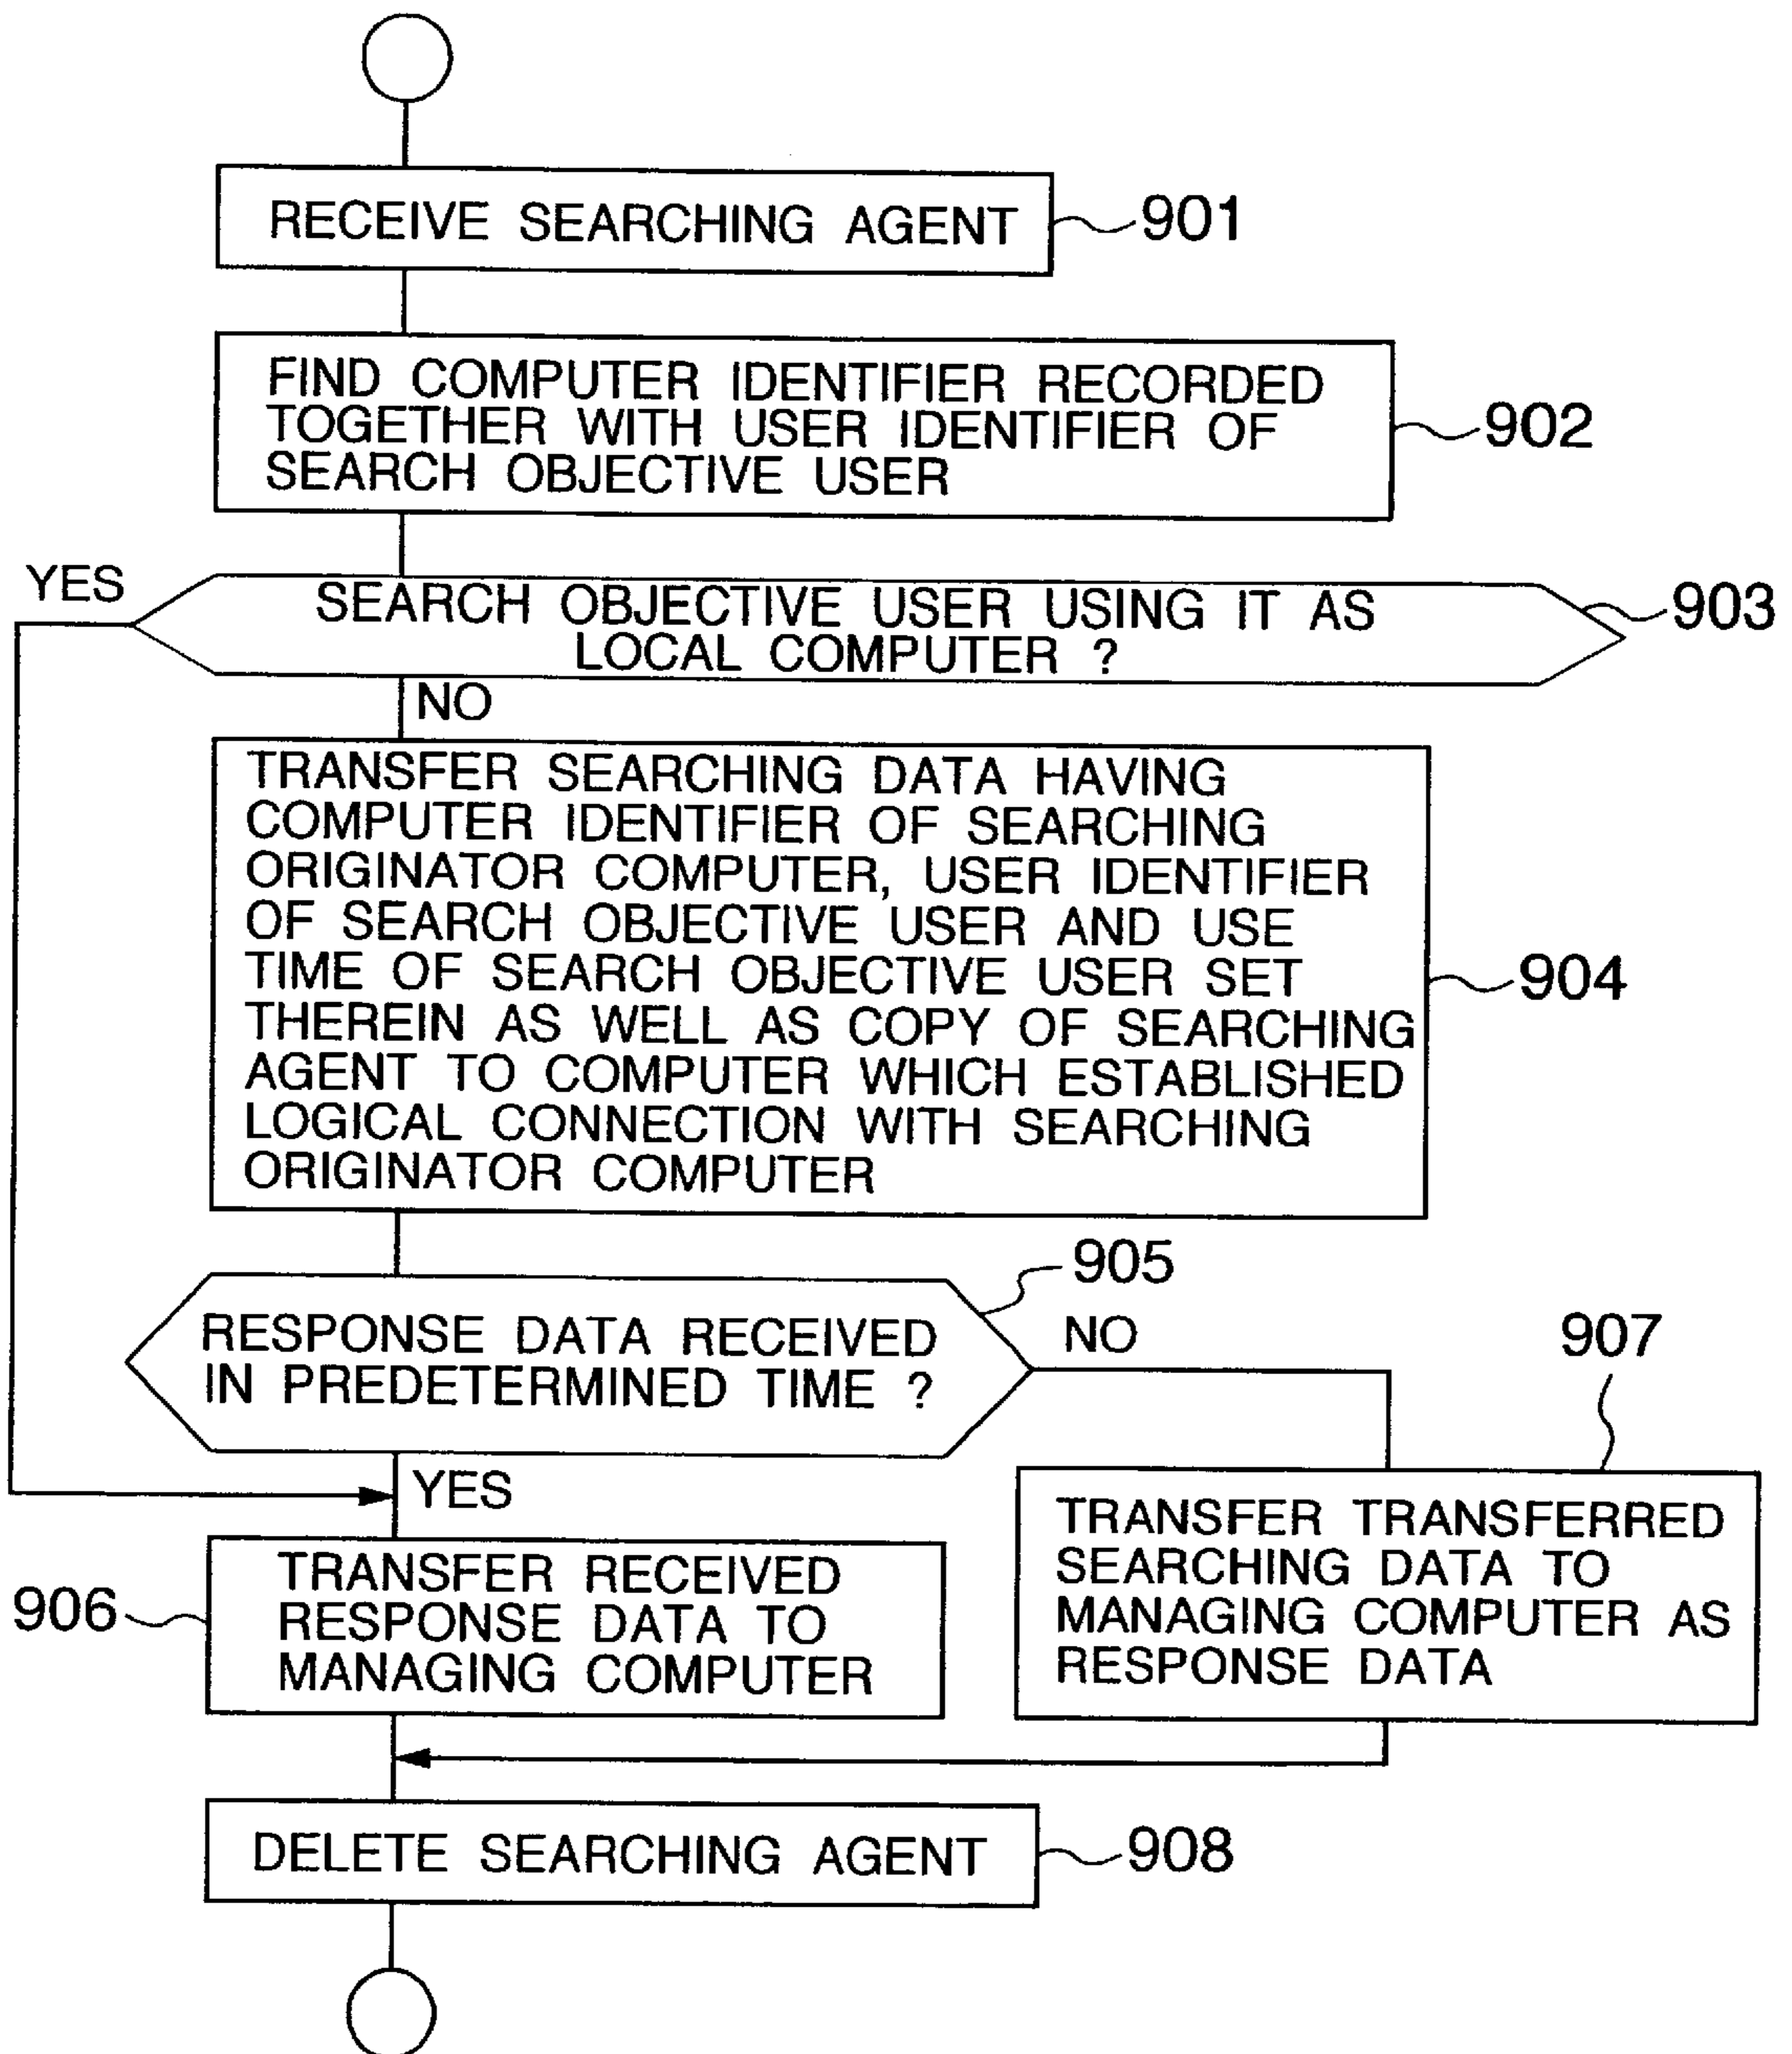 RECEIVE SEARCHING AGENT
901
FIND COMPUTER IDENTIFIER RECORDED
TOGETHER WITH USER IDENTIFIER OF
SEARCH OBJECTIVE USER
902
YES
SEARCH OBJECTIVE USER USING IT AS
LOCAL COMPUTER ?
903
NO
TRANSFER SEARCHING DATA HAVING
COMPUTER IDENTIFIER OF SEARCHING
ORIGINATOR COMPUTER, USER IDENTIFIER
OF SEARCH OBJECTIVE USER AND USE
TIME OF SEARCH OBJECTIVE USER SET
THEREIN AS WELL AS COPY OF SEARCHING
AGENT TO COMPUTER WHICH ESTABLISHED
LOGICAL CONNECTION WITH SEARCHING
ORIGINATOR COMPUTER
904
905
RESPONSE DATA RECEIVED
IN PREDETERMINED TIME ?
NO
907
YES
TRANSFER RECEIVED
RESPONSE DATA TO
MANAGING COMPUTER
906
TRANSFER TRANSFERRED
SEARCHING DATA TO
MANAGING COMPUTER AS
RESPONSE DATA
DELETE SEARCHING AGENT
908